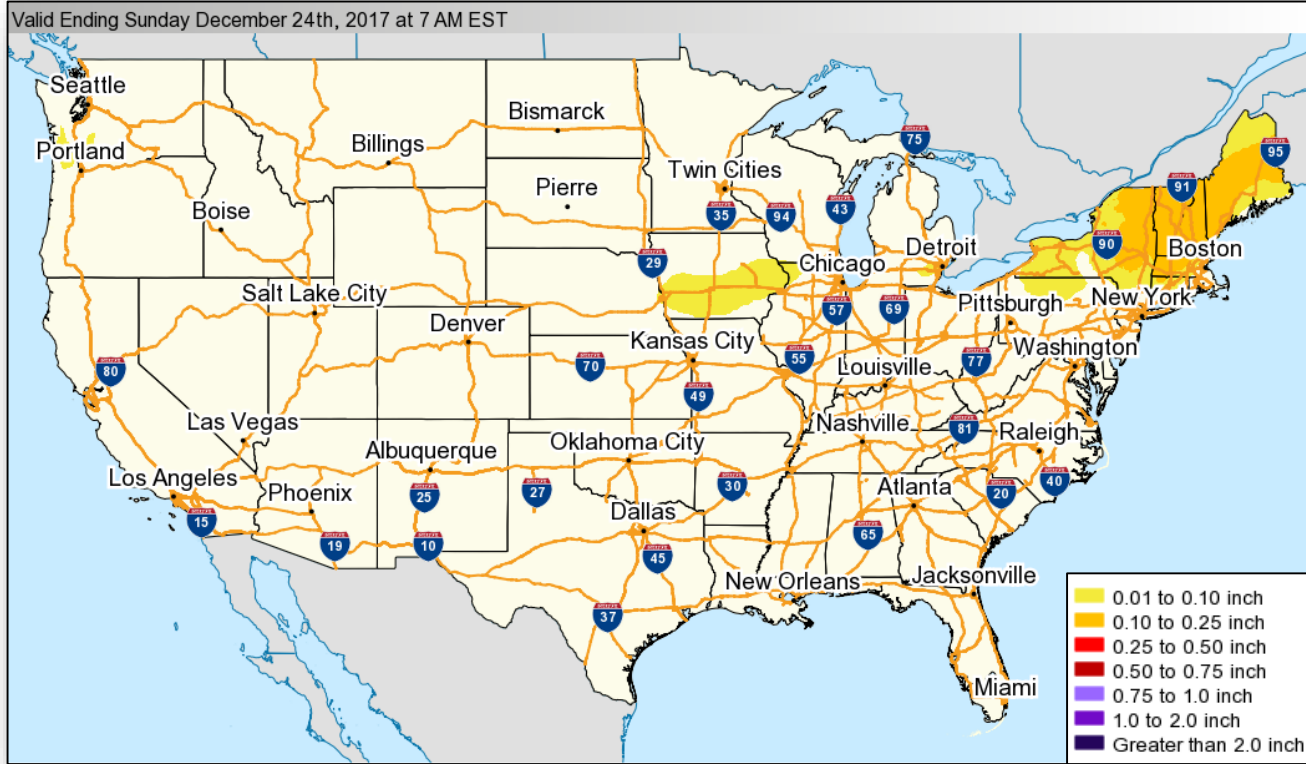 Valid Ending Sunday December 24th, 2017 at 7 AM EST
Seattle
Bismarck
75
Portland
Billings
95
Twin Cities
Pierre
91
Boise
35
94
43
90
Boston
Detroit
29
Chicago
Salt Lake City
57
69
Pittsburgh
New York
Denver
Kansas City
Washington
80
70
55
Louisville
77
49
Las Vegas
Nashville
81
Raleigh
Albuquerque
Oklahoma City
Los Angeles
Phoenix
25
27
30
Atlanta
20
40
15
Dallas
65
19
10
45
New Orleans
Jacksonville
37
Miami
0.01 to 0.10 inch
0.10 to 0.25 inch
0.25 to 0.50 inch
0.50 to 0.75 inch
0.75 to 1.0 inch
1.0 to 2.0 inch
Greater than 2.0 inch